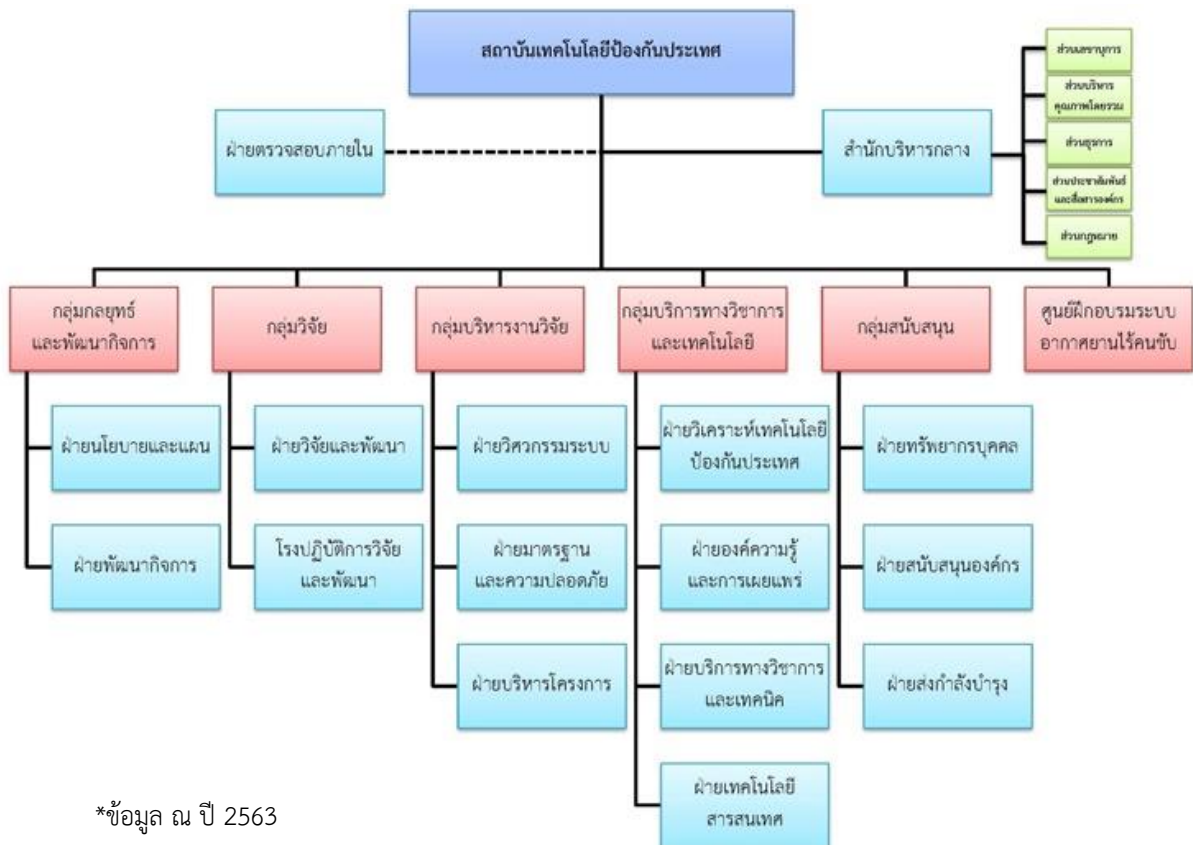 สถาบันเทคโนโลยีป้องกันประเทศ
ฝ่ายตรวจสอบภายใน
สำนักบริหารกลาง
ส่วนเลขานุการ
ส่วนบริหาร
คุณภาพโดยรวม
ส่วนธุรการ
ส่วนประชาสัมพันธ์
และสื่อสารองค์กร
ส่วนกฎหมาย
กลุ่มกลยุทธ์
และพัฒนากิจการ
กลุ่มวิจัย
กลุ่มบริหารงานวิจัย
กลุ่มบริการทางวิชาการ
และเทคโนโลยี
กลุ่มสนับสนุน
ศูนย์ฝึกอบรมระบบ
อากาศยานไร้คนขับ
ฝ่ายนโยบายและแผน
ฝ่ายพัฒนากิจการ
ฝ่ายวิจัยและพัฒนา
โรงปฏิบัติการวิจัย
และพัฒนา
ฝ่ายวิศวกรรมระบบ
ฝ่ายมาตรฐาน
และความปลอดภัย
ฝ่ายบริหารโครงการ
ฝ่ายวิเคราะห์เทคโนโลยี
ป้องกันประเทศ
ฝ่ายองค์ความรู้
และการเผยแพร่
ฝ่ายบริการทางวิชาการ
และเทคนิค
ฝ่ายเทคโนโลยี
สารสนเทศ
ฝ่ายทรัพยากรบุคคล
ฝ่ายสนับสนุนองค์กร
ฝ่ายส่งกำลังบำรุง
*ข้อมูล ณ ปี 2563